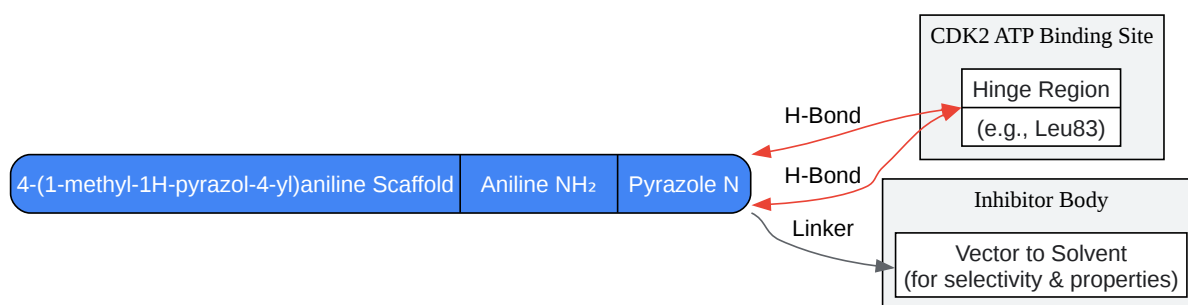 CDK2 ATP Binding Site
Hinge Region
(e.g., Leu83)
H-Bond
4-(1-methyl-1H-pyrazol-4-yl)aniline Scaffold
Aniline NH₂
Pyrazole N
H-Bond
Linker
Inhibitor Body
Vector to Solvent
(for selectivity & properties)